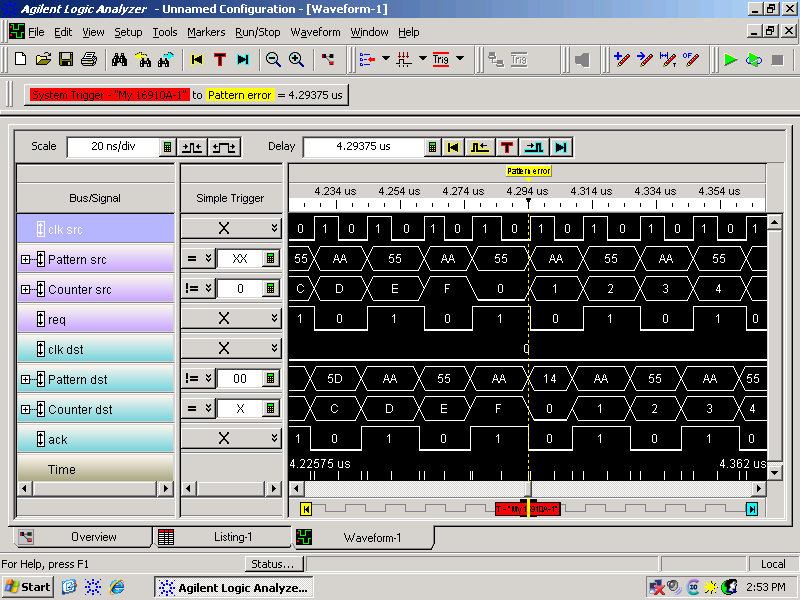 Agilent Logic Analyzer - Unnamed Configuration - [Waveform-1]
File Edit View Setup Tools Markers Run/Stop Waveform Window Help
T Trig Trig
System Trigger - "My 16910A-1" to Pattern error = 4.29375 us
Scale 20 ns/div Delay 4.29375 us T
Pattern error
Bus/Signal Simple Trigger 4.234 us 4.254 us 4.274 us 4.294 us 4.314 us 4.334 us 4.354 us
clk src X 0 1 0 1 0 1 0 1 0 1 0 1 0 1 0 1 0 1
Pattern src = XX 55 AA 55 AA 55 AA 55 AA 55
Counter src != 0 C D E F 0 1 2 3 4
req X 1 0 1 0 1 0 1 0 1 0
clk dst X 0
Pattern dst != 00 5D AA 55 AA 14 AA 55 AA 55
Counter dst = X C D E F 0 1 2 3 4
ack X 1 0 1 0 1 0 1 0 1 0
Time 4.22575 us 4.362 us
T - "My 16910A-1"
Overview Listing-1 Waveform-1
For Help, press F1 Status... Local
Start Agilent Logic Analyze... 2:53 PM